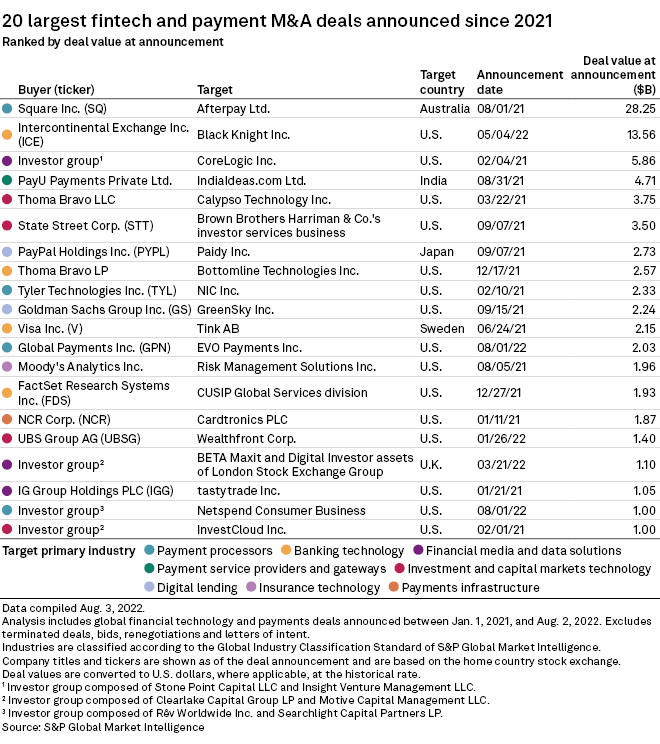 20 largest fintech and payment M&A deals announced since 2021
Ranked by deal value at announcement
Buyer (ticker) Target Target country Announcement date Deal value at announcement ($B)
Square Inc. (SQ) Afterpay Ltd. Australia 08/01/21 28.25
Intercontinental Exchange Inc. (ICE) Black Knight Inc. U.S. 05/04/22 13.56
Investor group¹ CoreLogic Inc. U.S. 02/04/21 5.86
PayU Payments Private Ltd. IndiaIdeas.com Ltd. India 08/31/21 4.71
Thoma Bravo LLC Calypso Technology Inc. U.S. 03/22/21 3.75
State Street Corp. (STT) Brown Brothers Harriman & Co.'s investor services business U.S. 09/07/21 3.50
PayPal Holdings Inc. (PYPL) Paidy Inc. Japan 09/07/21 2.73
Thoma Bravo LP Bottomline Technologies Inc. U.S. 12/17/21 2.57
Tyler Technologies Inc. (TYL) NIC Inc. U.S. 02/10/21 2.33
Goldman Sachs Group Inc. (GS) GreenSky Inc. U.S. 09/15/21 2.24
Visa Inc. (V) Tink AB Sweden 06/24/21 2.15
Global Payments Inc. (GPN) EVO Payments Inc. U.S. 08/01/22 2.03
Moody's Analytics Inc. Risk Management Solutions Inc. U.S. 08/05/21 1.96
FactSet Research Systems Inc. (FDS) CUSIP Global Services division U.S. 12/27/21 1.93
NCR Corp. (NCR) Cardtronics PLC U.S. 01/11/21 1.87
UBS Group AG (UBSG) Wealthfront Corp. U.S. 01/26/22 1.40
Investor group² BETA Maxit and Digital Investor assets of London Stock Exchange Group U.K. 03/21/22 1.10
IG Group Holdings PLC (IGG) tastytrade Inc. U.S. 01/21/21 1.05
Investor group³ Netspend Consumer Business U.S. 08/01/22 1.00
Investor group² InvestCloud Inc. U.S. 02/01/21 1.00
Target primary industry Payment processors Banking technology Financial media and data solutions
Payment service providers and gateways Investment and capital markets technology
Digital lending Insurance technology Payments infrastructure
Data compiled Aug. 3, 2022.
Analysis includes global financial technology and payments deals announced between Jan. 1, 2021, and Aug. 2, 2022. Excludes
terminated deals, bids, renegotiations and letters of intent.
Industries are classified according to the Global Industry Classification Standard of S&P Global Market Intelligence.
Company titles and tickers are shown as of the deal announcement and are based on the home country stock exchange.
Deal values are converted to U.S. dollars, where applicable, at the historical rate.
¹ Investor group composed of Stone Point Capital LLC and Insight Venture Management LLC.
² Investor group composed of Clearlake Capital Group LP and Motive Capital Management LLC.
³ Investor group composed of Rêv Worldwide Inc. and Searchlight Capital Partners LP.
Source: S&P Global Market Intelligence